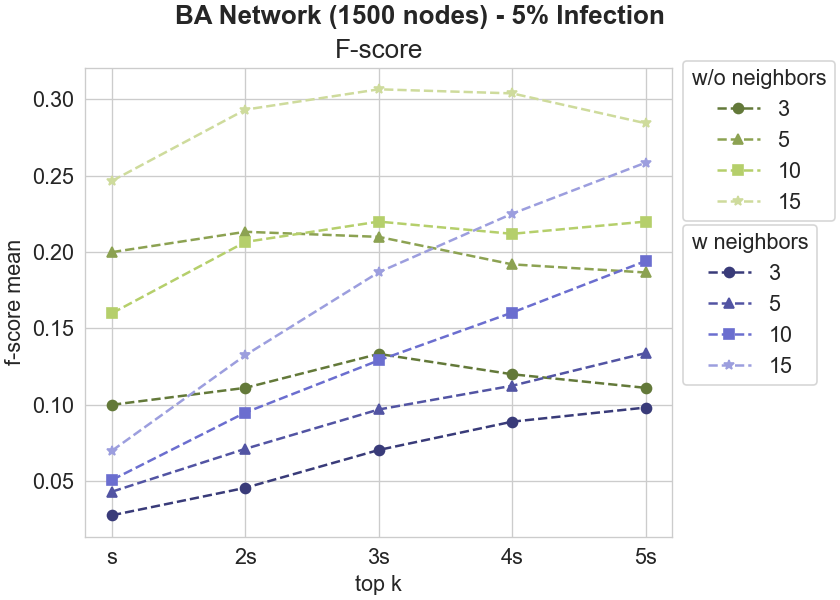 BA Network (1500 nodes) - 5% Infection
F-score
f-score mean
0.30
0.25
0.20
0.15
0.10
0.05
s 2s 3s 4s 5s
top k
w/o neighbors
3
5
10
15
w neighbors
3
5
10
15